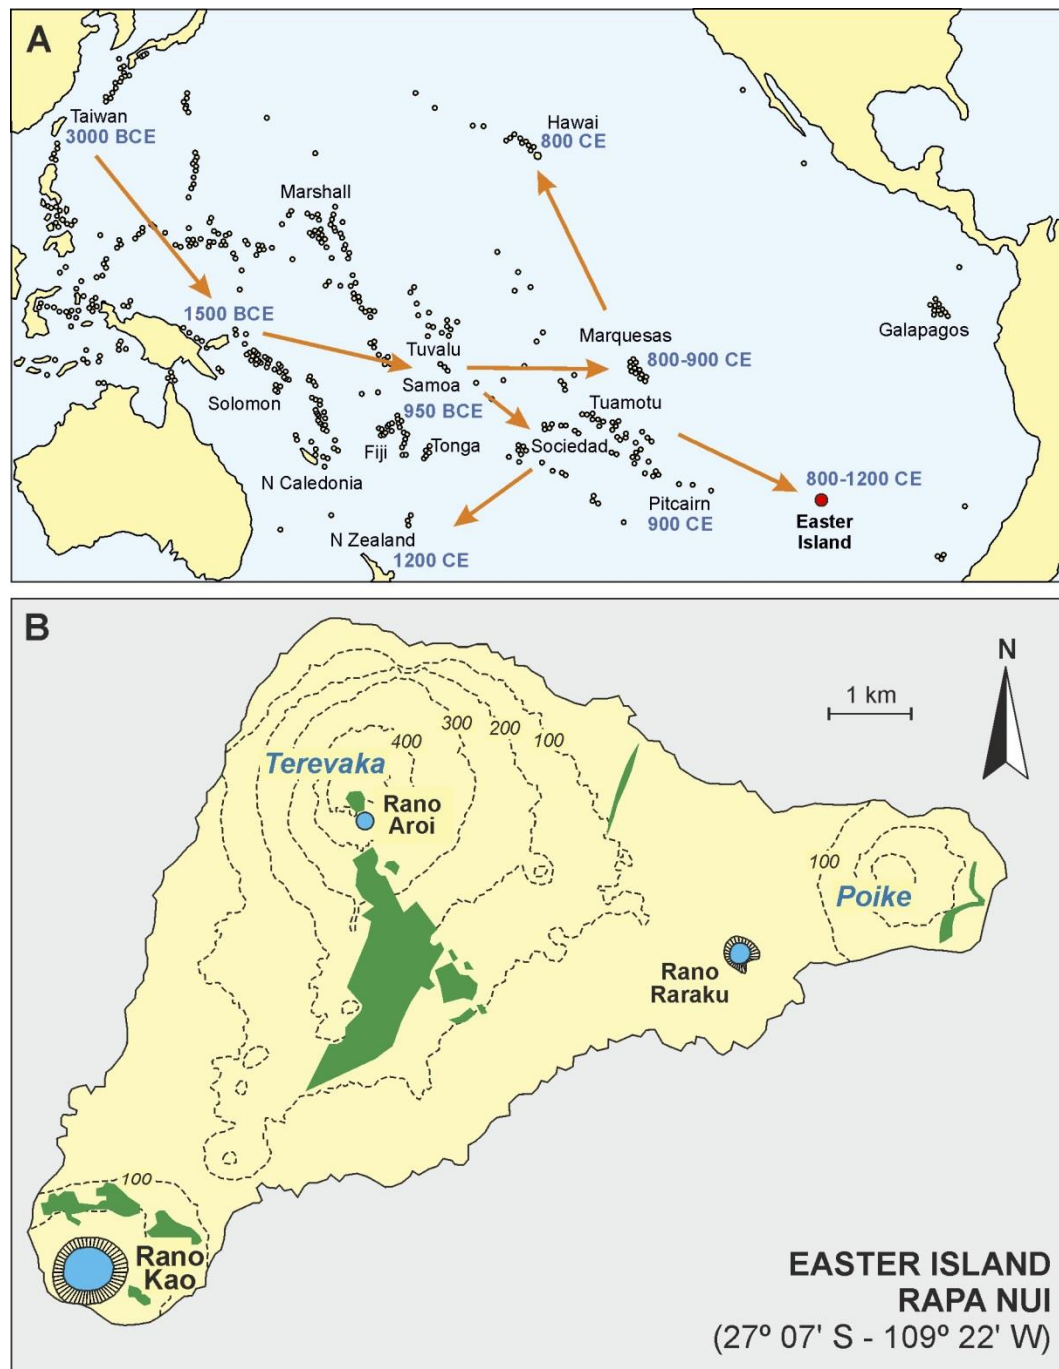 A
Taiwan
3000 BCE
Hawai
800 CE
Marshall
1500 BCE
Galapagos
Marquesas
Tuvalu
800-900 CE
Samoa
Solomon
950 BCE
Tuamotu
Fiji
Tonga
Sociedad
N Caledonia
800-1200 CE
Pitcairn
900 CE
Easter
Island
N Zealand
1200 CE
B
N
1 km
300
200
100
400
Terevaka
Rano
Aroi
100
Poike
Rano
Raraku
100
Rano
Kao
EASTER ISLAND
RAPA NUI
(27º 07' S - 109º 22' W)